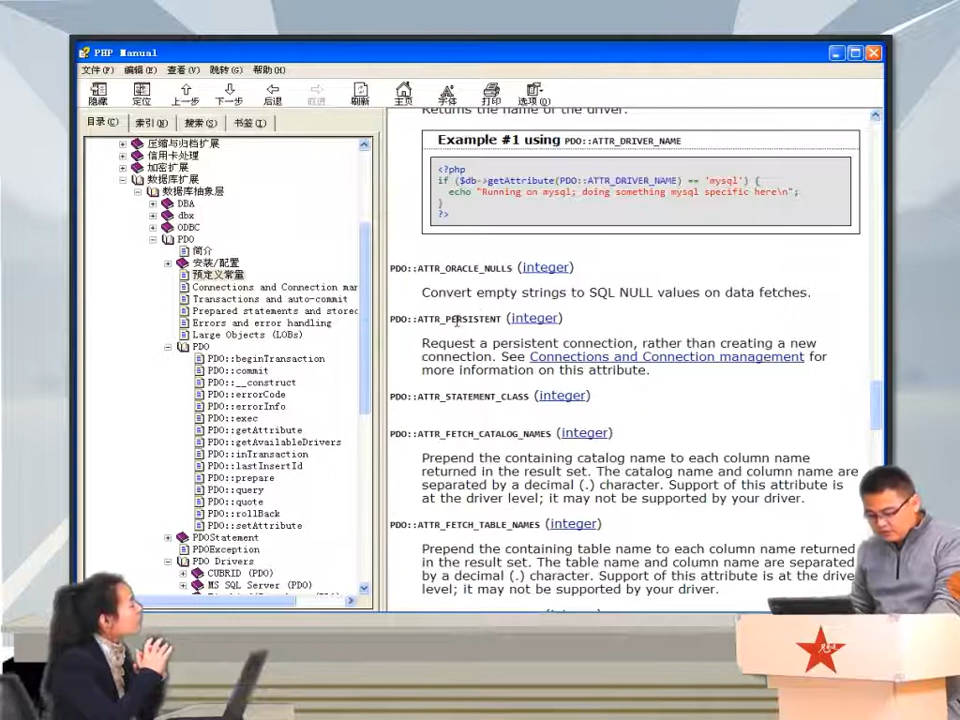 PHP Manual
文件(F) 编辑(E) 查看(V) 跳转(G) 帮助(H)
隐藏 定位 上一步 下一步 后退 前进 刷新 主页 字体 打印 选项(O)
目录(C) 索引(N) 搜索(S) 书签(I)
压缩与归档扩展
信用卡处理
加密扩展
数据库扩展
数据库抽象层
DBA
dbx
ODBC
PDO
简介
安装/配置
预定义常量
Connections and Connection mar
Transactions and auto-commit
Prepared statements and stored
Errors and error handling
Large Objects (LOBs)
PDO
PDO::beginTransaction
PDO::commit
PDO::__construct
PDO::errorCode
PDO::errorInfo
PDO::exec
PDO::getAttribute
PDO::getAvailableDrivers
PDO::inTransaction
PDO::lastInsertId
PDO::prepare
PDO::query
PDO::quote
PDO::rollBack
PDO::setAttribute
PDOStatement
PDOException
PDO Drivers
CUBRID (PDO)
MS SQL Server (PDO)
Returns the name of the driver.
Example #1 using PDO::ATTR_DRIVER_NAME
<?php
if ($db->getAttribute(PDO::ATTR_DRIVER_NAME) == 'mysql') {
echo "Running on mysql; doing something mysql specific here\n";
}
?>
PDO::ATTR_ORACLE_NULLS (integer)
Convert empty strings to SQL NULL values on data fetches.
PDO::ATTR_PERSISTENT (integer)
Request a persistent connection, rather than creating a new
connection. See Connections and Connection management for
more information on this attribute.
PDO::ATTR_STATEMENT_CLASS (integer)
PDO::ATTR_FETCH_CATALOG_NAMES (integer)
Prepend the containing catalog name to each column name
returned in the result set. The catalog name and column name are
separated by a decimal (.) character. Support of this attribute is
at the driver level; it may not be supported by your driver.
PDO::ATTR_FETCH_TABLE_NAMES (integer)
Prepend the containing table name to each column name returned
in the result set. The table name and column name are separated
by a decimal (.) character. Support of this attribute is at the drive
level; it may not be supported by your driver.